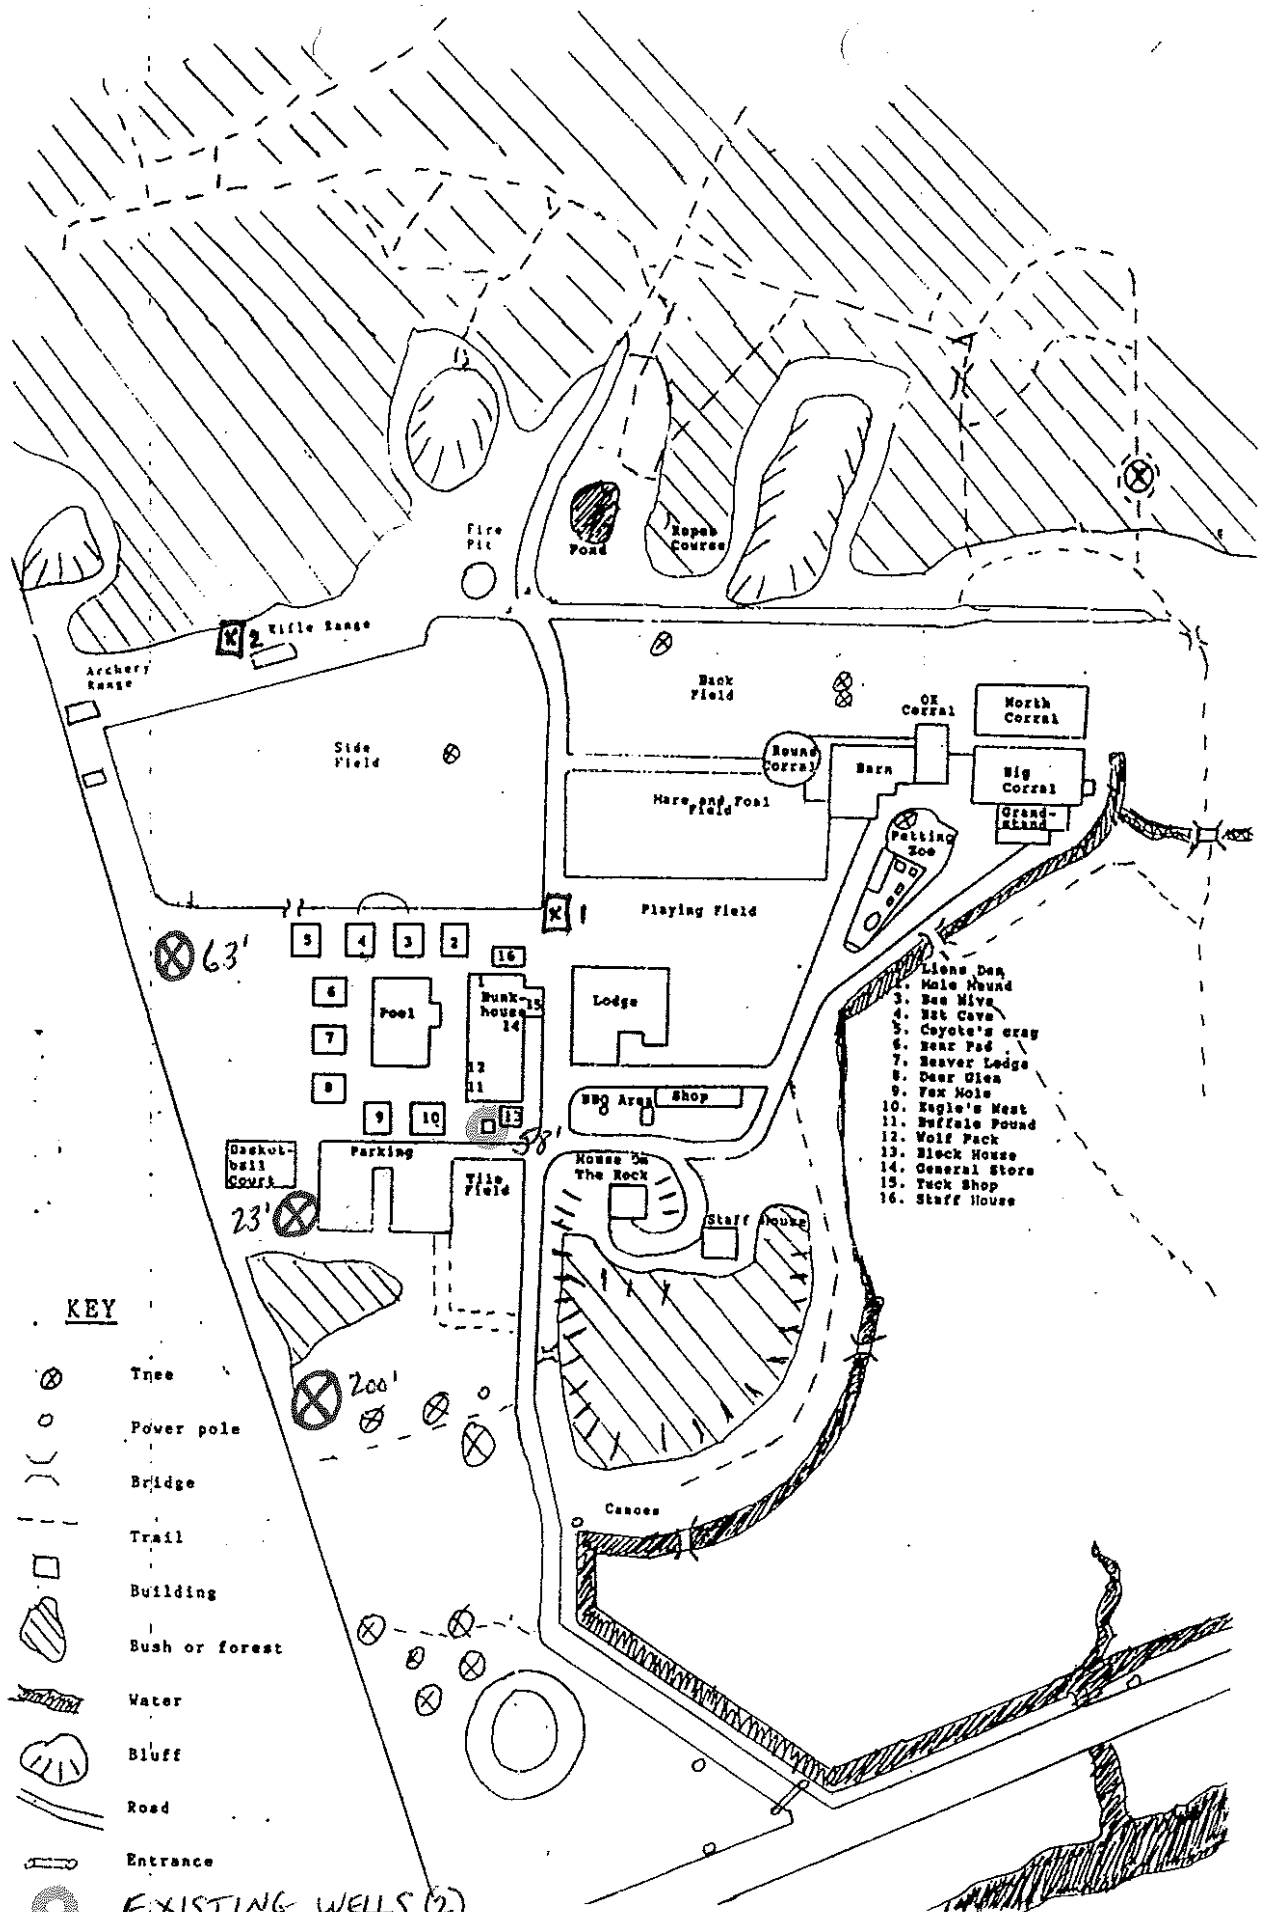 Fire
Pit
Pond
Ropes
Course
2 Rifle Range
Archery
Range
Back
Field
OK
Corral
North
Corral
Side
Field
Round
Corral
Barn
Big
Corral
Mare and Foal
Field
Grand-
stand
Petting
Zoo
1
Playing Field
5
4
3
2
63'
16
6
Pool
1
Bunk-
house
15
14
Lodge
7
12
11
8
9
10
13
BBQ Area
Shop
58'
Basket-
ball
Court
Parking
Tile
Field
House On
The Rock
23'
Staff House
Lions Den
Mole Mound
3. Bee Hive
4. Bat Cave
5. Coyote's Crag
6. Bear Pad
7. Beaver Lodge
8. Deer Glen
9. Fox Hole
10. Eagle's Nest
11. Buffalo Pound
12. Wolf Pack
13. Block House
14. General Store
15. Tuck Shop
16. Staff House
200'
Canoes
KEY
Tree
Power pole
Bridge
Trail
Building
Bush or forest
Water
Bluff
Road
Entrance
EXISTING WELLS (2)